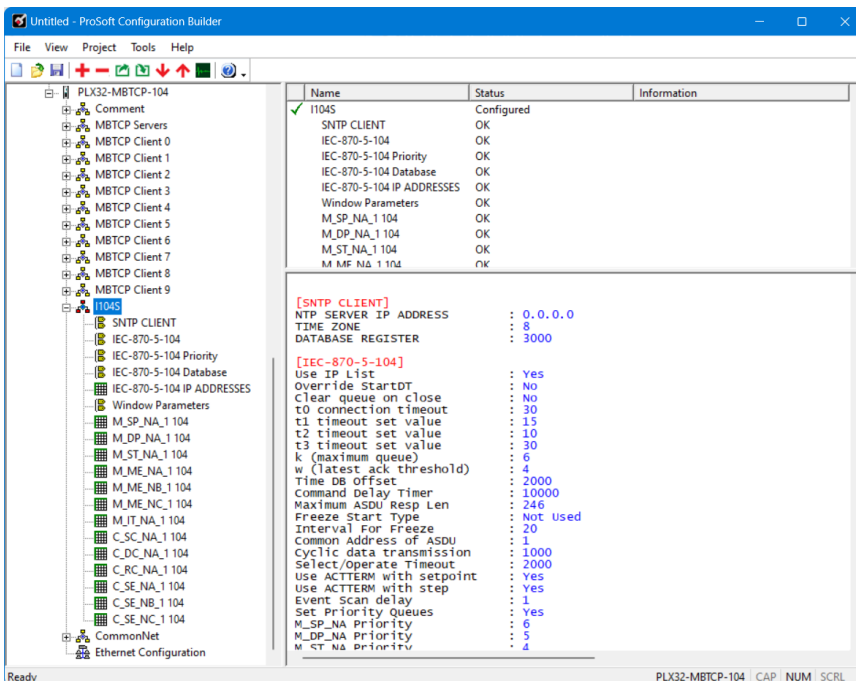 Untitled - ProSoft Configuration Builder
File View Project Tools Help
PLX32-MBTCP-104
Comment
MBTCP Servers
MBTCP Client 0
MBTCP Client 1
MBTCP Client 2
MBTCP Client 3
MBTCP Client 4
MBTCP Client 5
MBTCP Client 6
MBTCP Client 7
MBTCP Client 8
MBTCP Client 9
I104S
SNTP CLIENT
IEC-870-5-104
IEC-870-5-104 Priority
IEC-870-5-104 Database
IEC-870-5-104 IP ADDRESSES
Window Parameters
M_SP_NA_1 104
M_DP_NA_1 104
M_ST_NA_1 104
M_ME_NA_1 104
M_ME_NB_1 104
M_ME_NC_1 104
M_IT_NA_1 104
C_SC_NA_1 104
C_DC_NA_1 104
C_RC_NA_1 104
C_SE_NA_1 104
C_SE_NB_1 104
C_SE_NC_1 104
CommonNet
Ethernet Configuration
Name Status Information
I104S Configured
SNTP CLIENT OK
IEC-870-5-104 OK
IEC-870-5-104 Priority OK
IEC-870-5-104 Database OK
IEC-870-5-104 IP ADDRESSES OK
Window Parameters OK
M_SP_NA_1 104 OK
M_DP_NA_1 104 OK
M_ST_NA_1 104 OK
M_ME_NA_1 104 OK
[SNTP CLIENT]
NTP SERVER IP ADDRESS : 0.0.0.0
TIME ZONE : 8
DATABASE REGISTER : 3000
[IEC-870-5-104]
Use IP List : Yes
Override StartDT : No
Clear queue on close : No
t0 connection timeout : 30
t1 timeout set value : 15
t2 timeout set value : 10
t3 timeout set value : 30
k (maximum queue) : 6
w (latest ack threshold) : 4
Time DB Offset : 2000
Command Delay Timer : 10000
Maximum ASDU Resp Len : 246
Freeze Start Type : Not Used
Interval For Freeze : 20
Common Address of ASDU : 1
Cyclic data transmission : 1000
Select/Operate Timeout : 2000
Use ACTTERM with setpoint : Yes
Use ACTTERM with step : Yes
Event Scan delay : 1
Set Priority Queues : Yes
M_SP_NA Priority : 6
M_DP_NA Priority : 5
M_ST_NA Priority : 4
Ready PLX32-MBTCP-104 CAP NUM SCRL